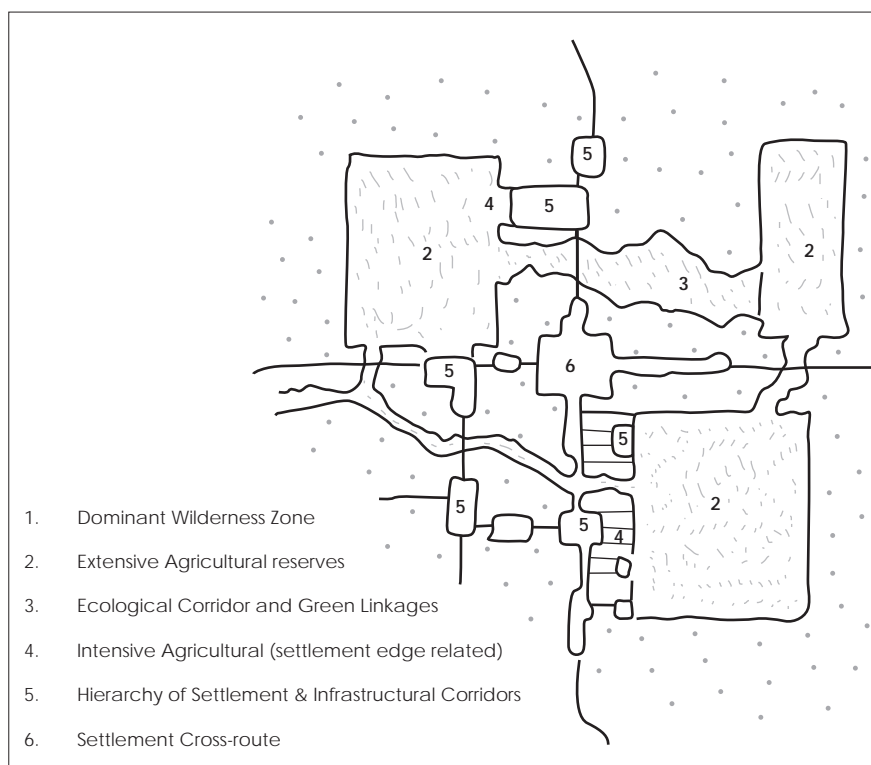 5
4
5
2
2
3
5
6
5
2
5
5
4
1. Dominant Wilderness Zone
2. Extensive Agricultural reserves
3. Ecological Corridor and Green Linkages
4. Intensive Agricultural (settlement edge related)
5. Hierarchy of Settlement & Infrastructural Corridors
6. Settlement Cross-route